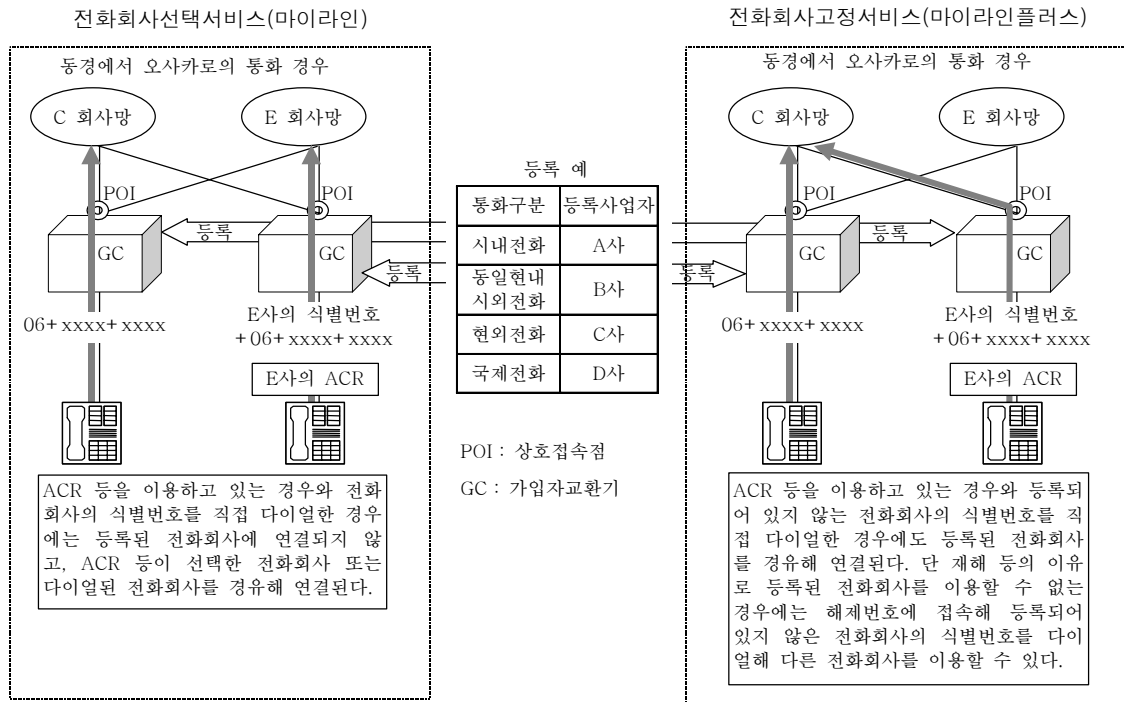 전화회사선택서비스(마이라인)
동경에서 오사카로의 통화 경우
C 회사망
E 회사망
POI
POI
등록
GC
GC
등록
06+xxxx+xxxx
E사의 식별번호
+06+xxxx+xxxx
E사의 ACR
ACR 등을 이용하고 있는 경우와 전화
회사의 식별번호를 직접 다이얼한 경우
에는 등록된 전화회사에 연결되지 않
고, ACR 등이 선택한 전화회사 또는
다이얼된 전화회사를 경유해 연결된다.
등록 예
통화구분 등록사업자
시내전화 A사
동일현내
시외전화 B사
현외전화 C사
국제전화 D사
POI : 상호접속점
GC : 가입자교환기
전화회사고정서비스(마이라인플러스)
동경에서 오사카로의 통화 경우
C 회사망
E 회사망
POI
POI
등록
GC
GC
등록
06+xxxx+xxxx
E사의 식별번호
+06+xxxx+xxxx
E사의 ACR
ACR 등을 이용하고 있는 경우와 등록되
어 있지 않는 전화회사의 식별번호를 직
접 다이얼한 경우에도 등록된 전화회사
를 경유해 연결된다. 단 재해 등의 이유
로 등록된 전화회사를 이용할 수 없는
경우에는 해제번호에 접속해 등록되어
있지 않은 전화회사의 식별번호를 다이
얼해 다른 전화회사를 이용할 수 있다.